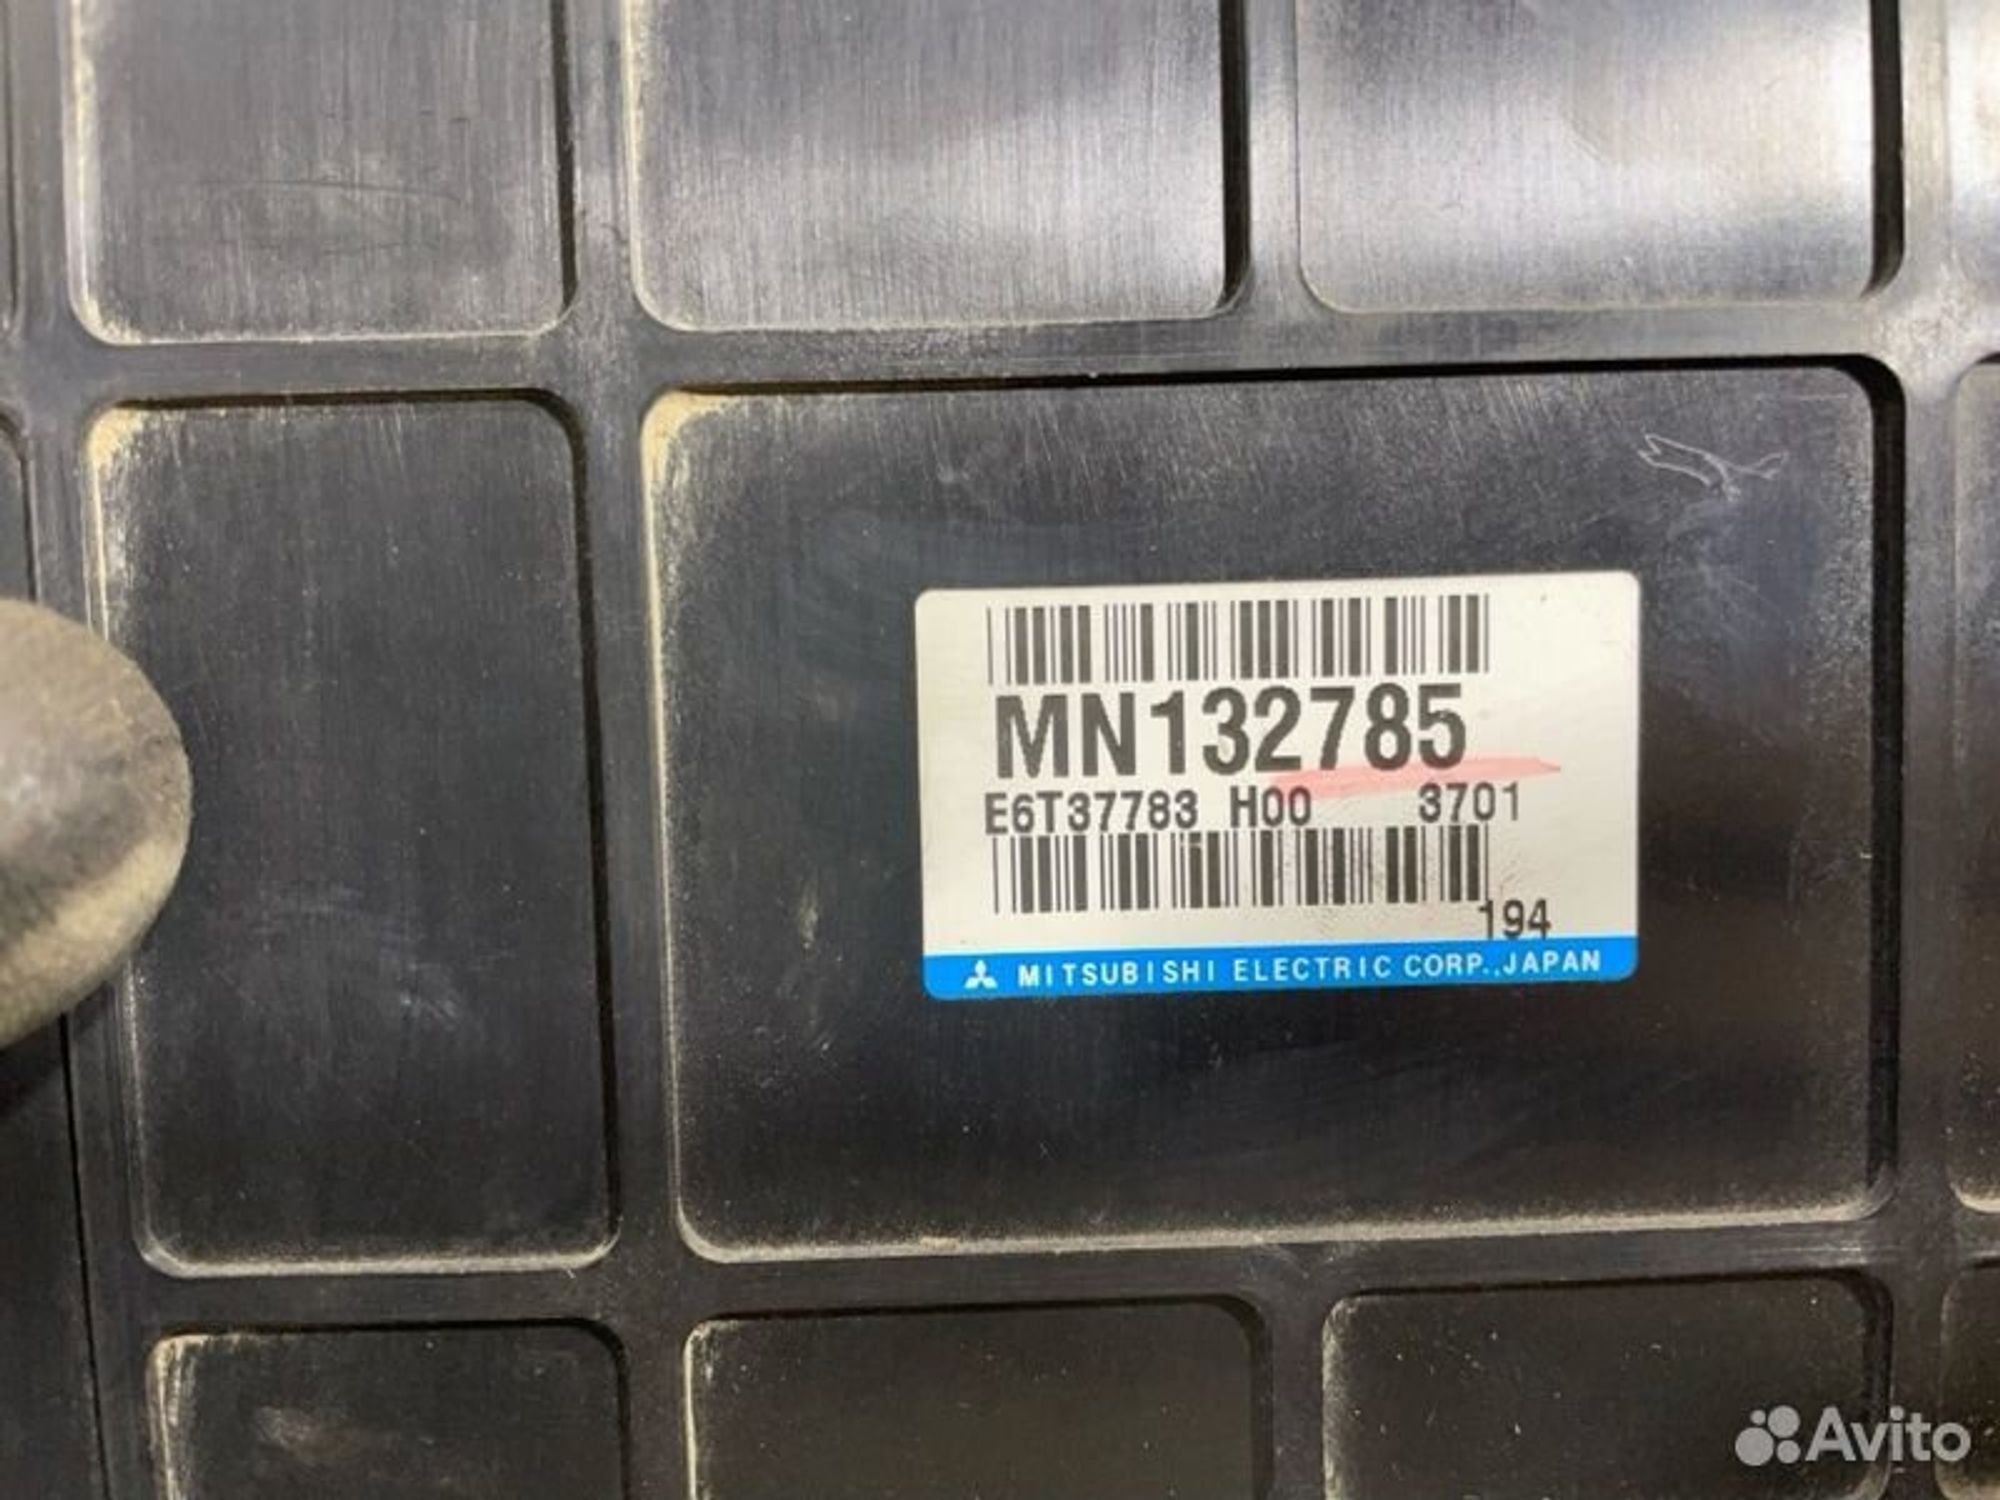 MN132785
E6T37783 H00 3701
194
MITSUBISHI ELECTRIC CORP.,JAPAN
Avito